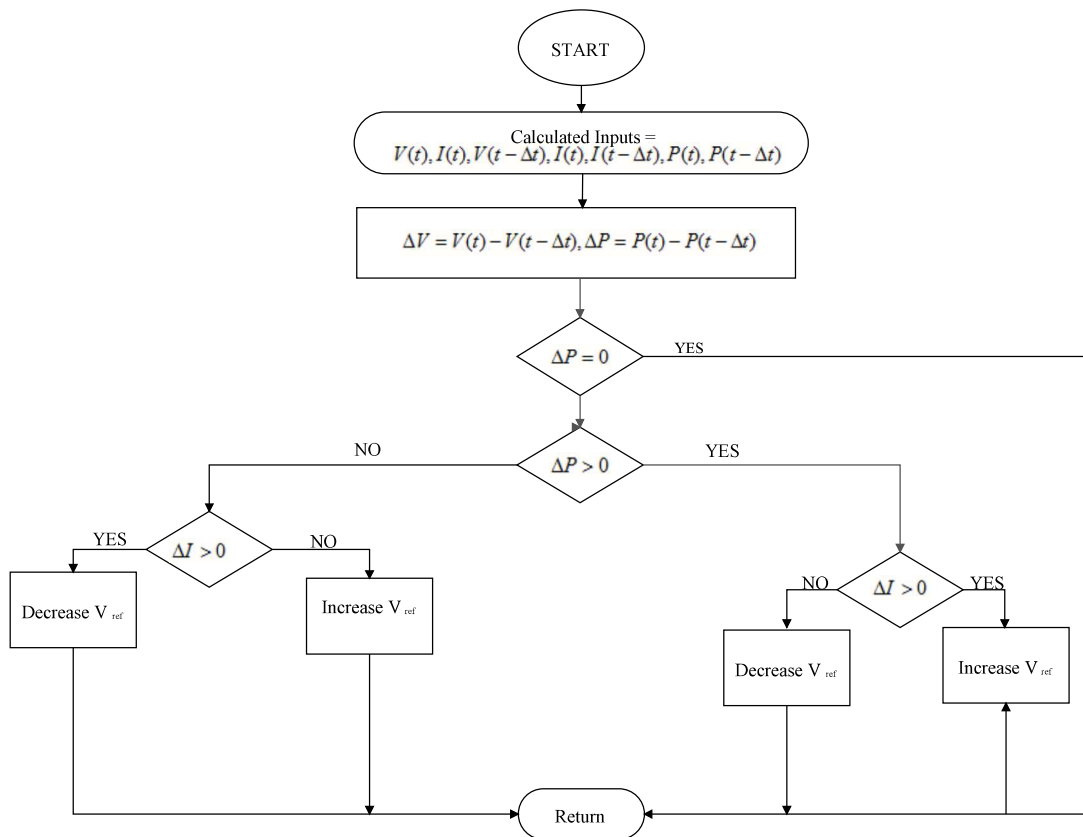 START
Calculated Inputs =
V(t), I(t), V(t − Δt), I(t), I(t − Δt), P(t), P(t − Δt)
ΔV = V(t) − V(t − Δt), ΔP = P(t) − P(t − Δt)
ΔP = 0
YES
NO
ΔP > 0
YES
YES
ΔI > 0
NO
NO
ΔI > 0
YES
Decrease V ref
Increase V ref
Decrease V ref
Increase V ref
Return